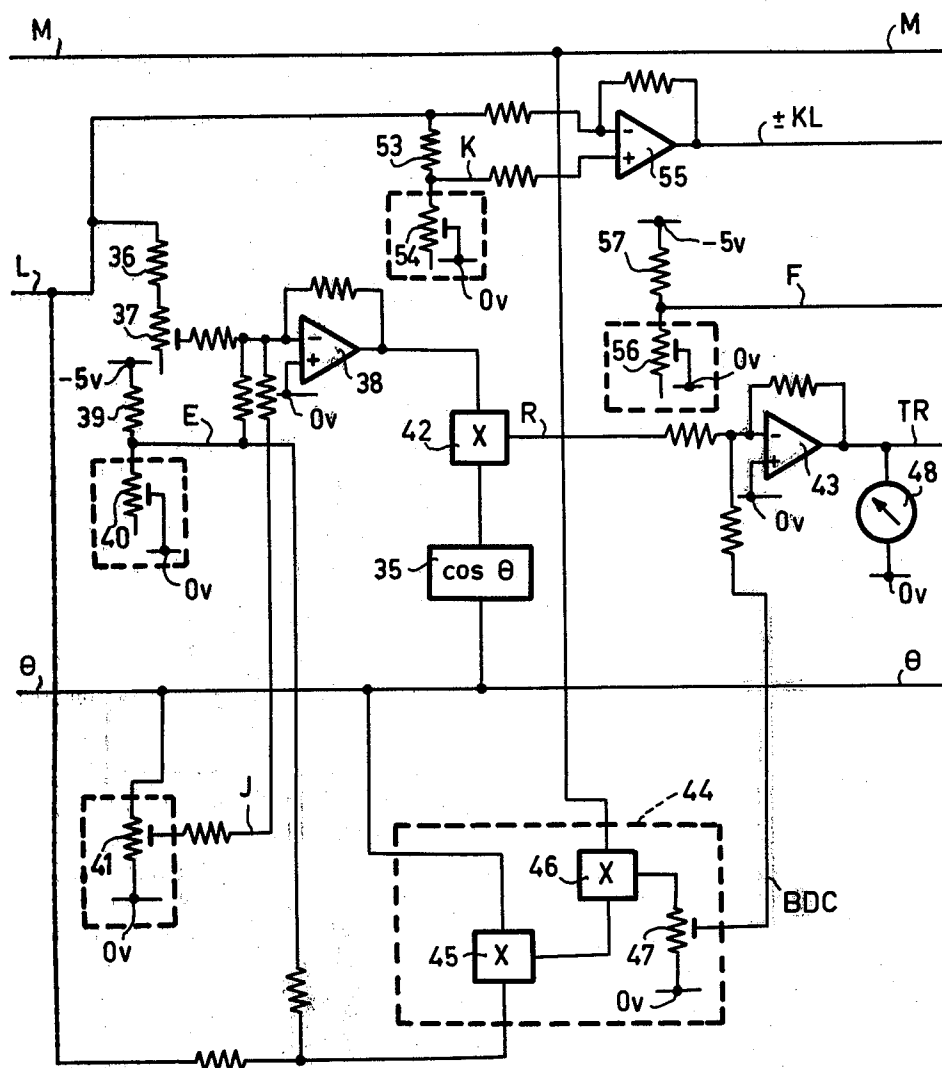 M
M
53
K
- +
55
±KL
36
54
0v
57
-5v
L
F
37
-5v
39
- +
38
0v
56
0v
E
42
X
R
- +
43
TR
48
40
0v
0v
0v
35
cos θ
θ
θ
J
44
41
46
X
0v
47
BDC
45
X
0v